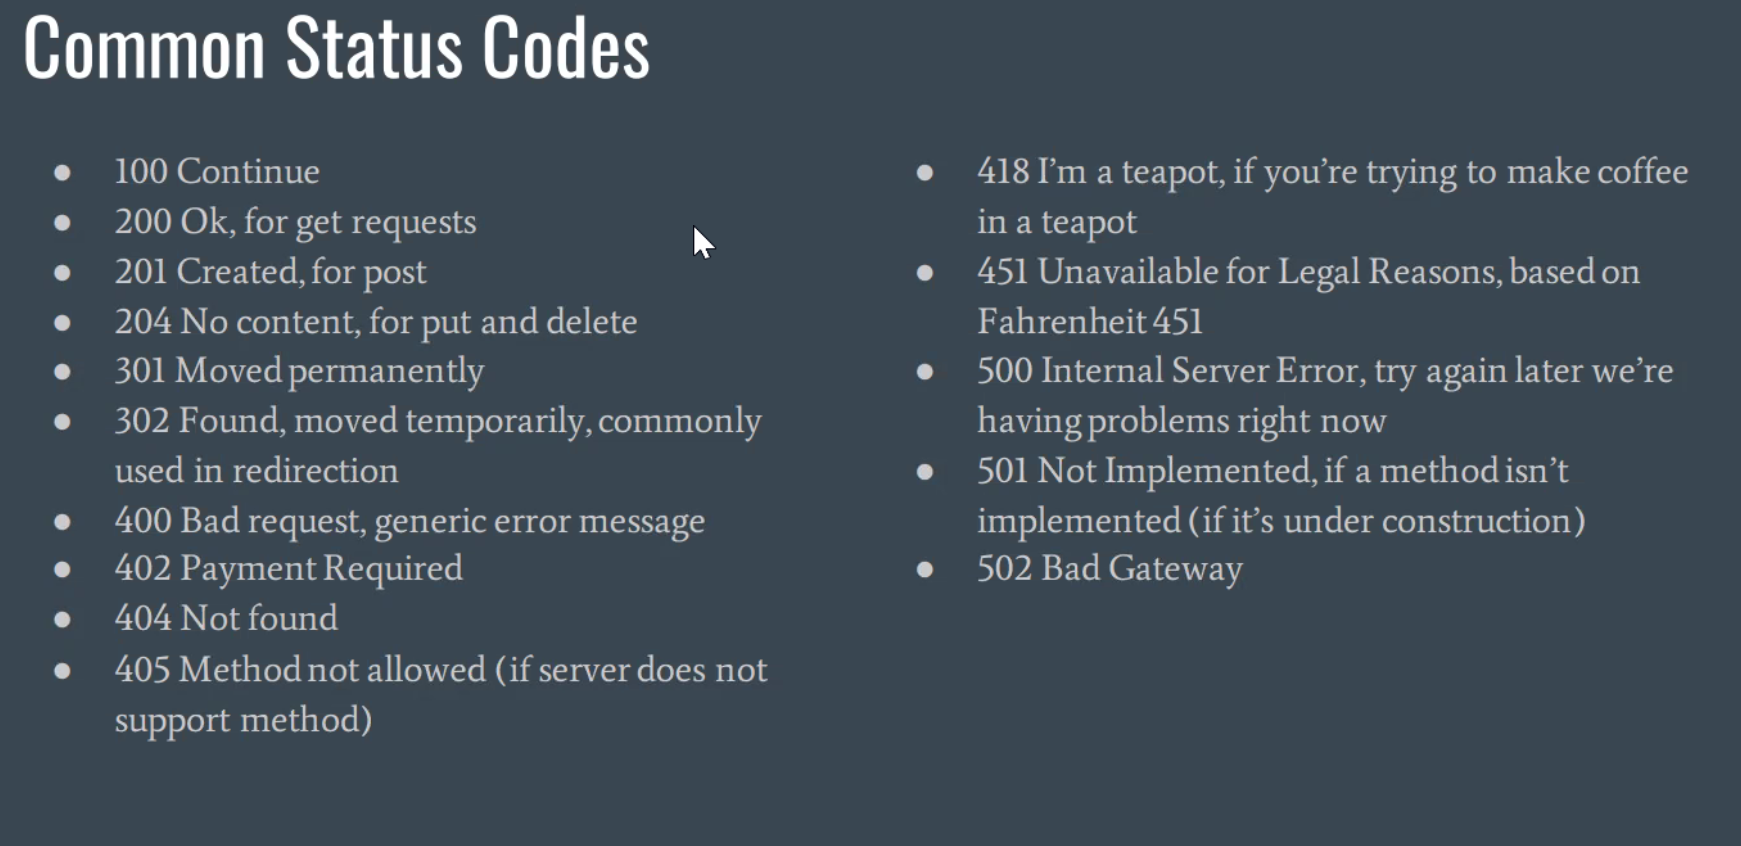 Common Status Codes
● 100 Continue
● 200 Ok, for get requests
● 201 Created, for post
● 204 No content, for put and delete
● 301 Moved permanently
● 302 Found, moved temporarily, commonly
used in redirection
● 400 Bad request, generic error message
● 402 Payment Required
● 404 Not found
● 405 Method not allowed (if server does not
support method)
● 418 I’m a teapot, if you’re trying to make coffee
in a teapot
● 451 Unavailable for Legal Reasons, based on
Fahrenheit 451
● 500 Internal Server Error, try again later we’re
having problems right now
● 501 Not Implemented, if a method isn’t
implemented (if it’s under construction)
● 502 Bad Gateway